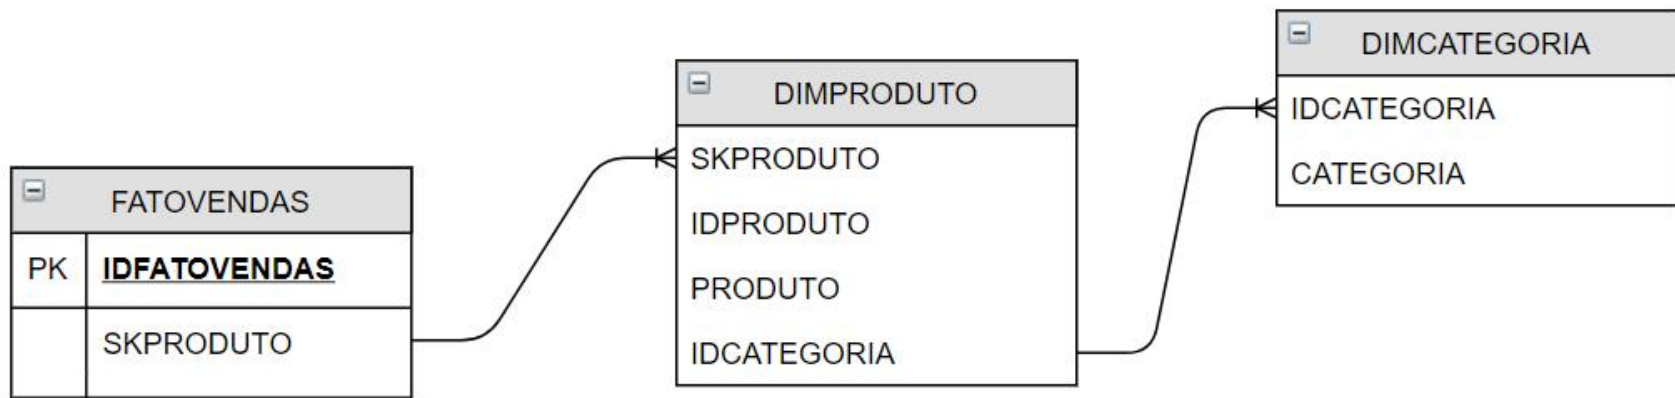 FATOVENDAS
PK IDFATOVENDAS
SKPRODUTO
DIMPRODUTO
SKPRODUTO
IDPRODUTO
PRODUTO
IDCATEGORIA
DIMCATEGORIA
IDCATEGORIA
CATEGORIA